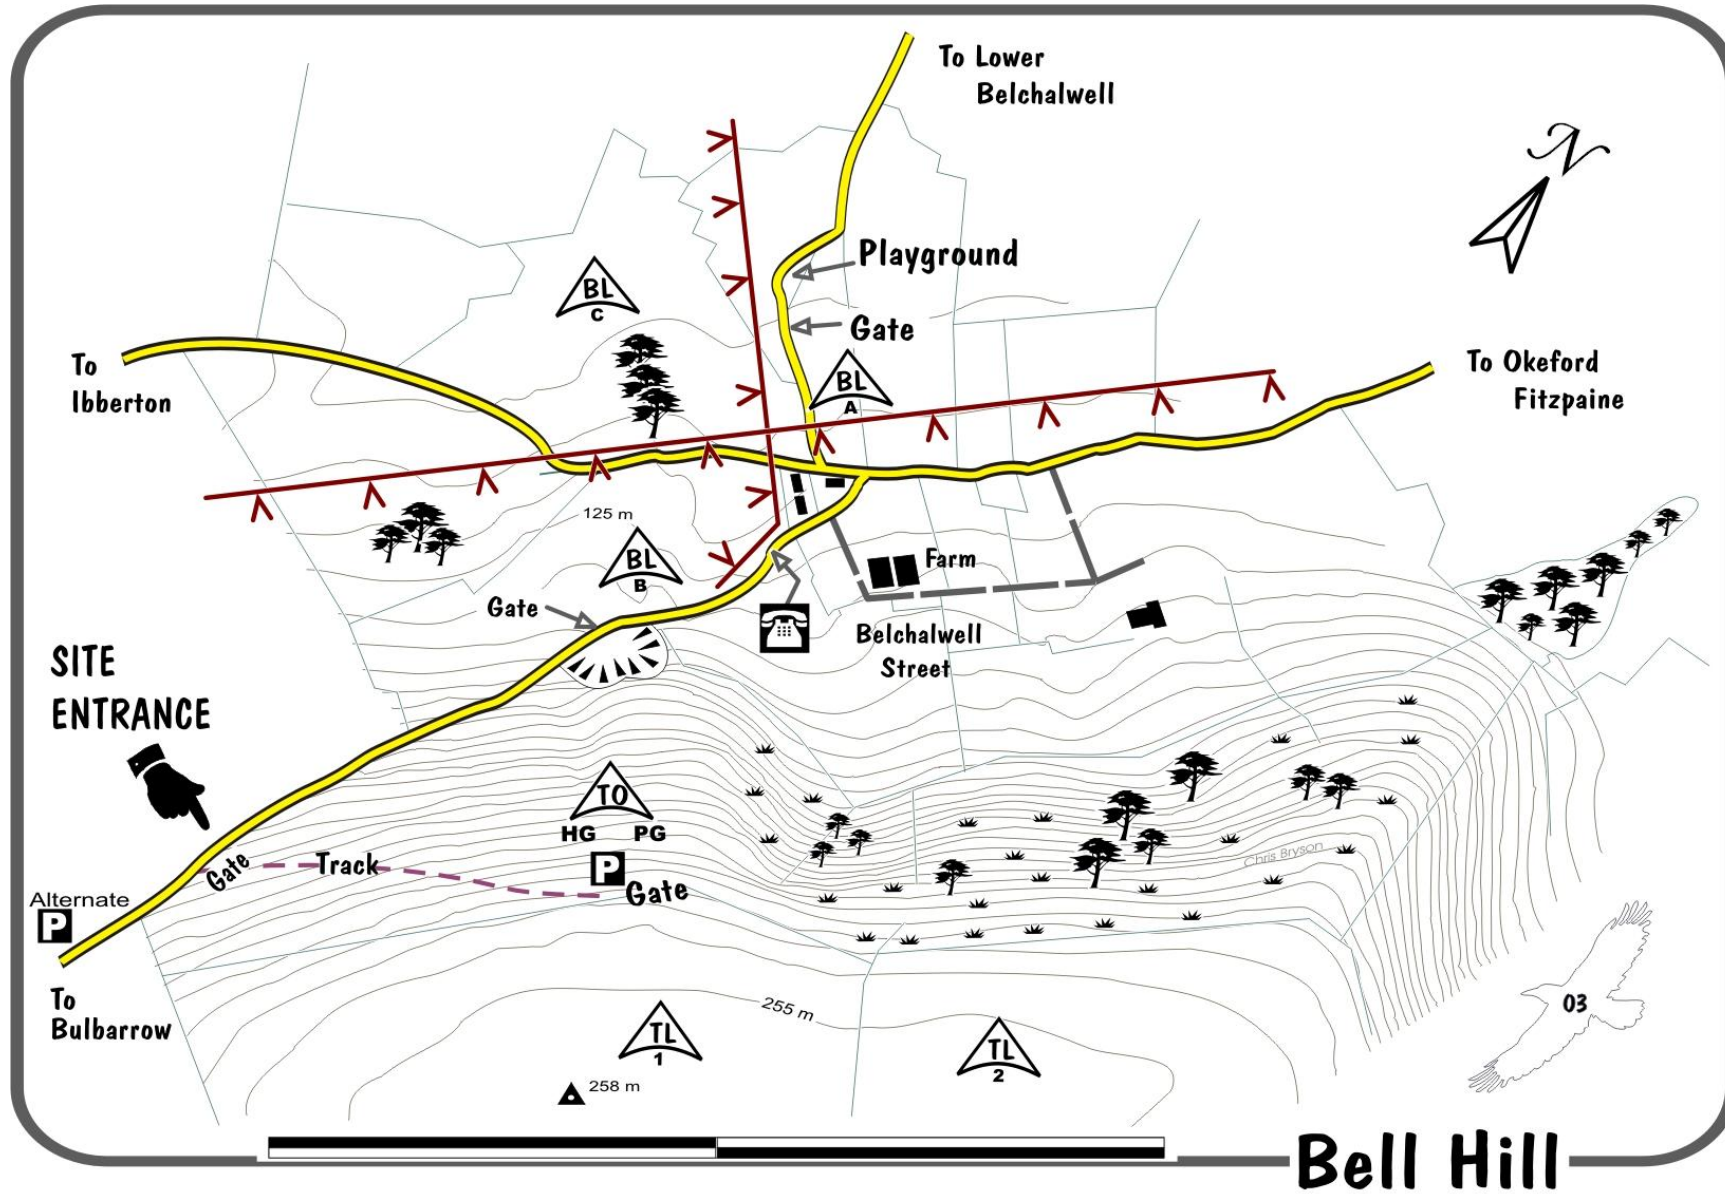 To Lower
Belchalwell
N
Playground
BL
C
Gate
To
Ibberton
BL
A
To Okeford
Fitzpaine
125 m
BL
B
Farm
Gate
Belchalwell
Street
SITE
ENTRANCE
TO
HG PG
Chris Bryson
Gate
Track
P
Gate
Alternate
P
To
Bulbarrow
255 m
TL
1
TL
2
03
258 m
Bell Hill